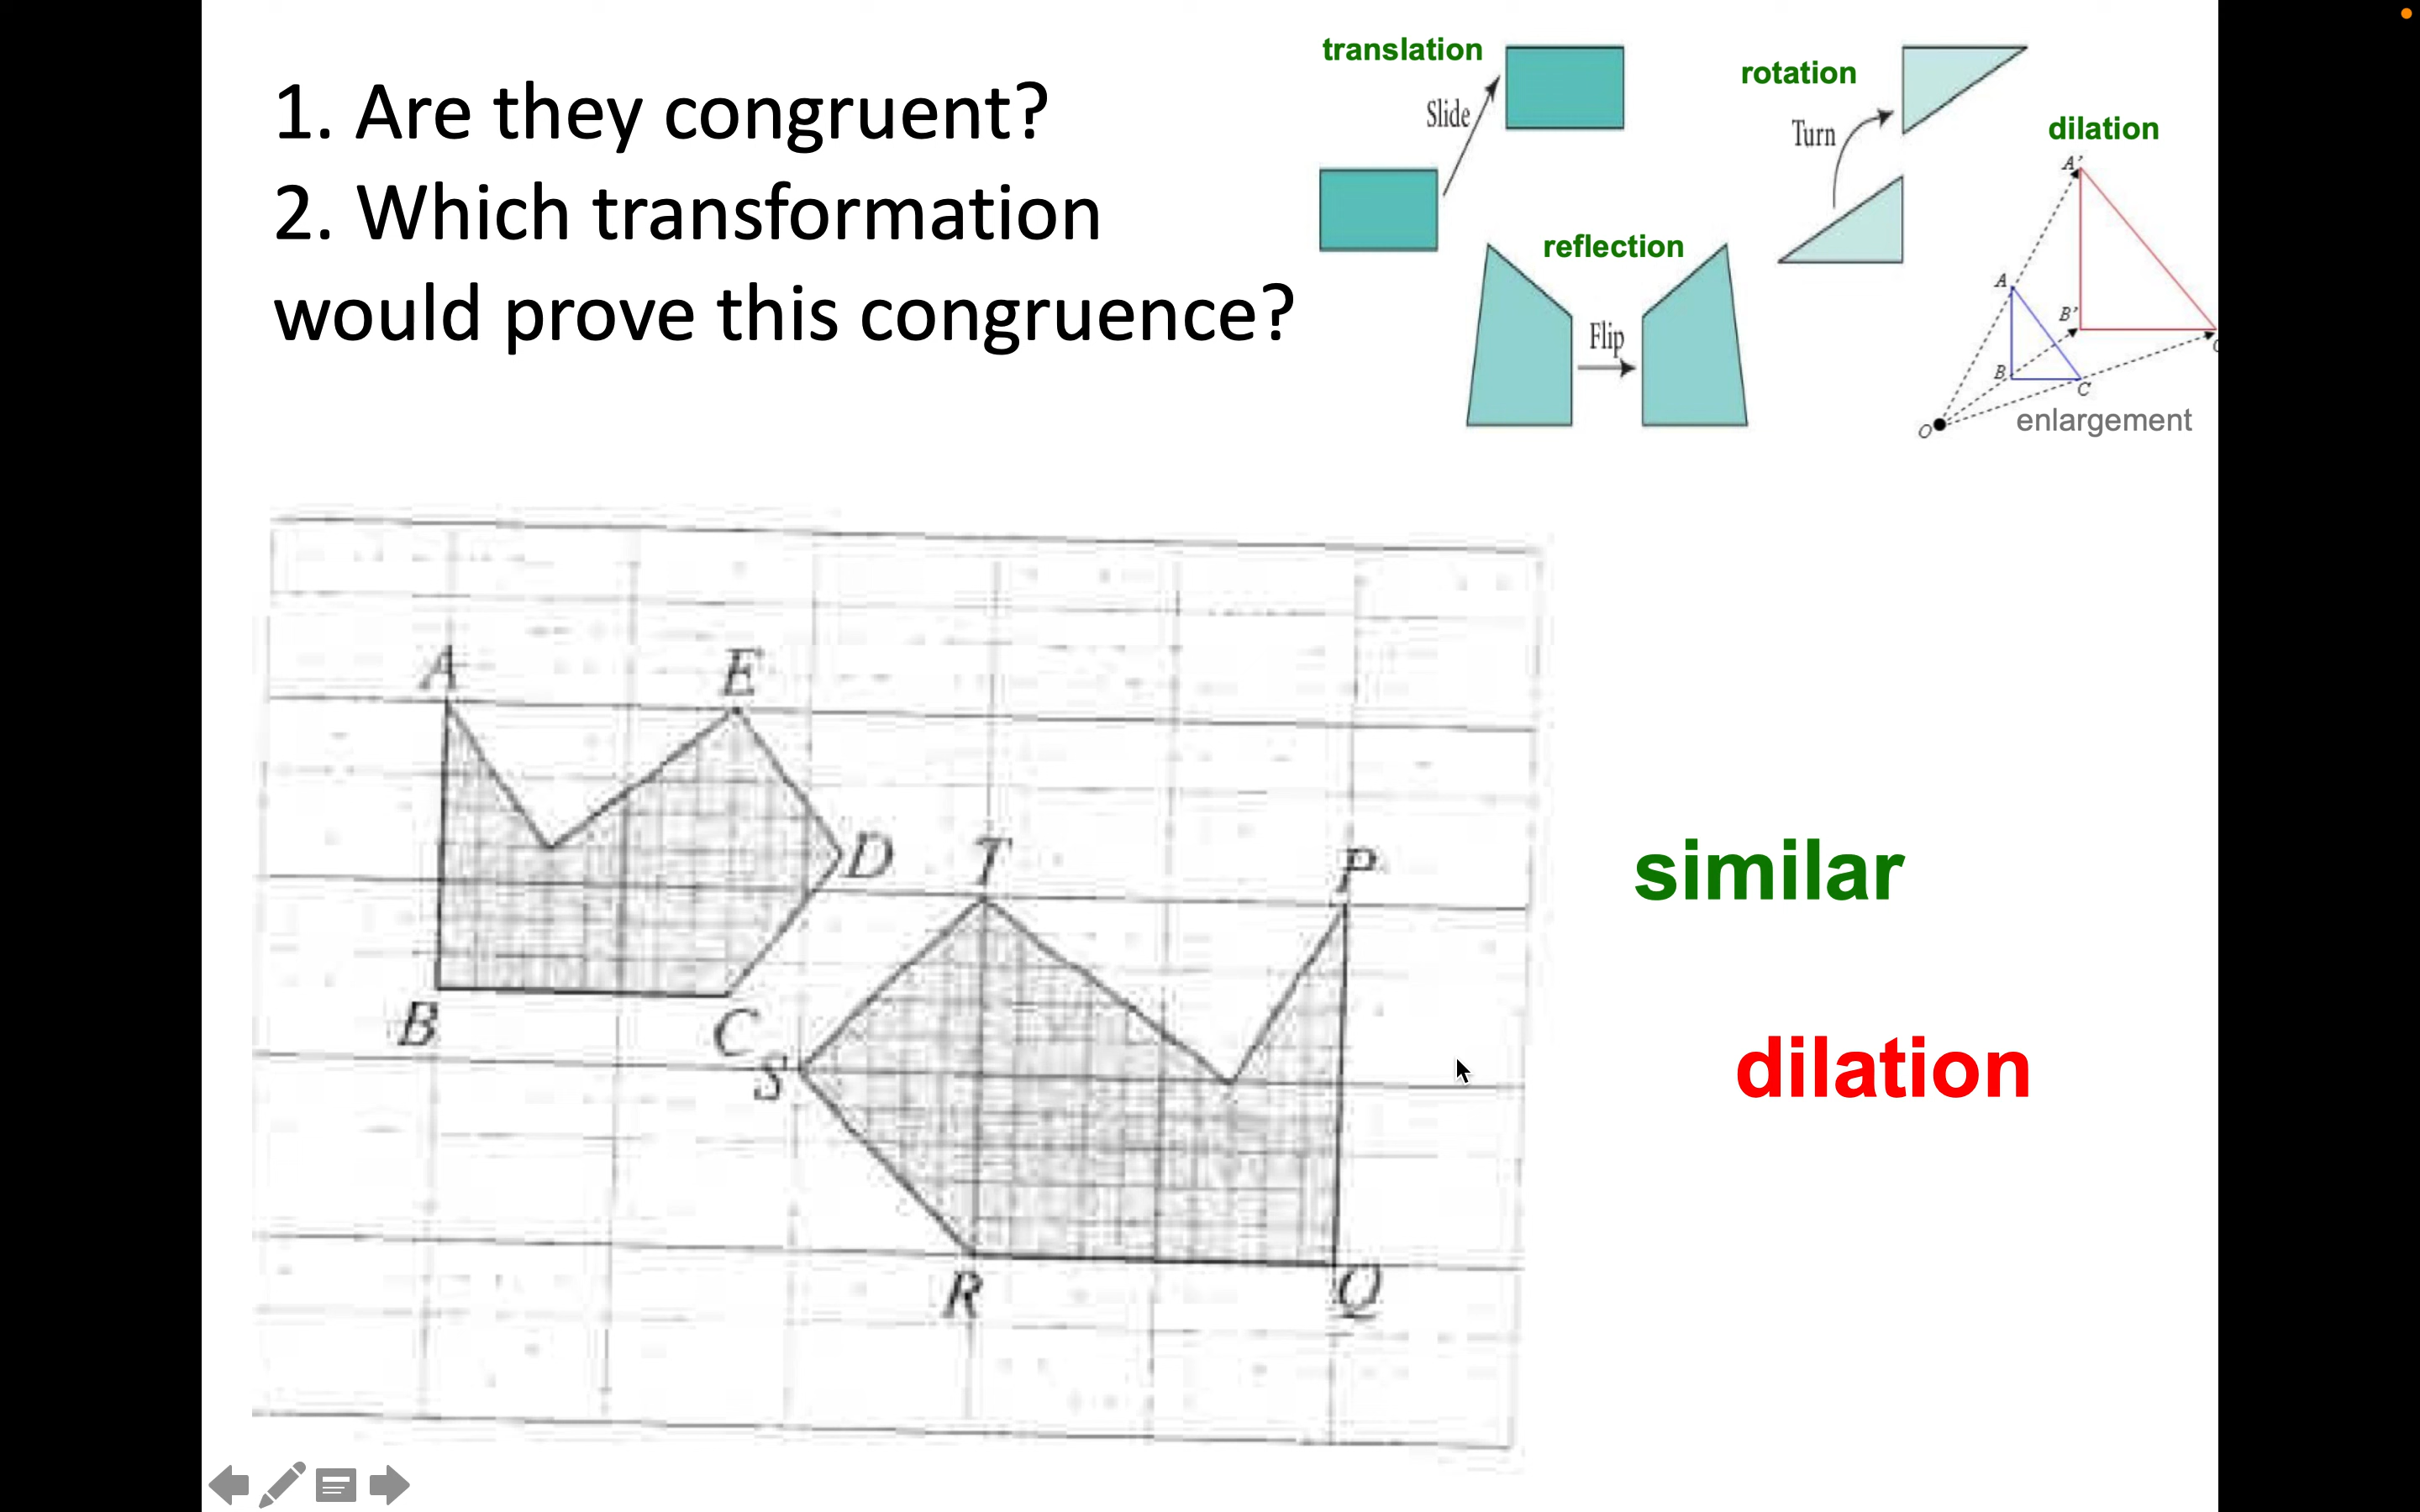 1. Are they congruent?
2. Which transformation
would prove this congruence?
translation
Slide
rotation
Turn
dilation
reflection
Flip
A'
A
B'
B
C
O
enlargement
A
E
D
B
C
T
P
S
R
Q
similar
dilation